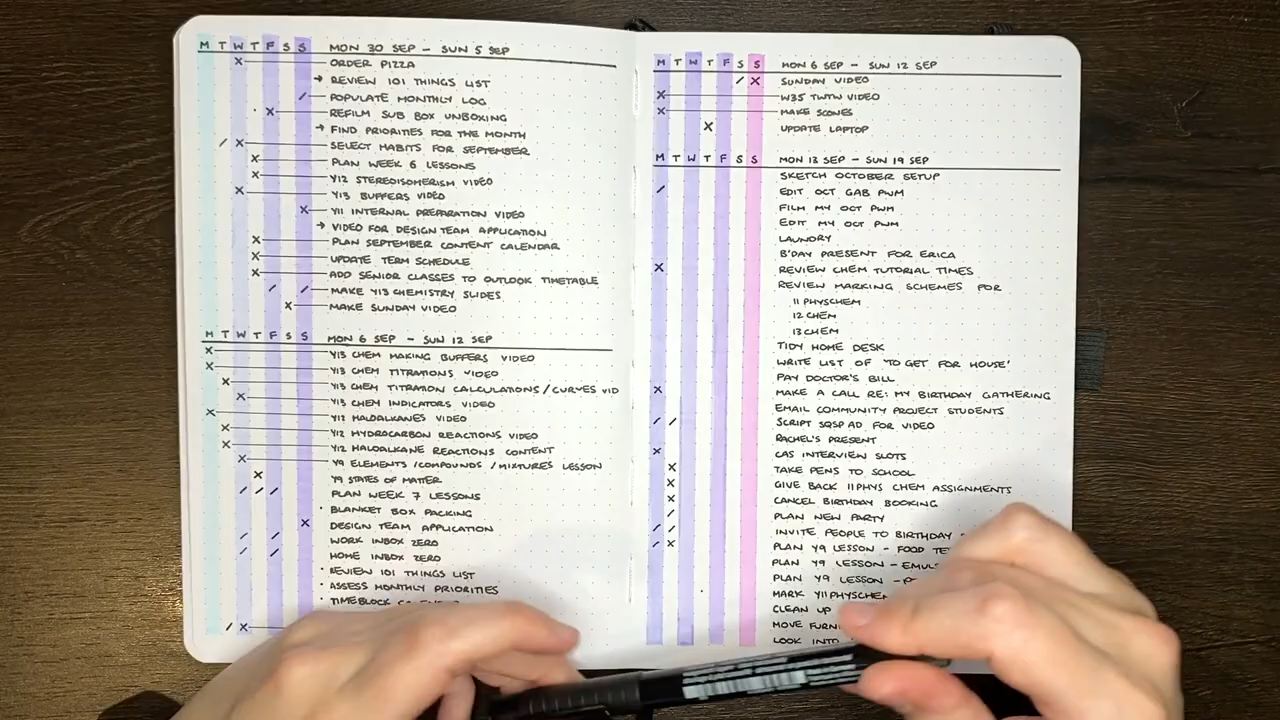 M T W T F S S MON 30 SEP - SUN 5 SEP
ORDER PIZZA
REVIEW 101 THINGS LIST
POPULATE MONTHLY LOG
REFILM SUB BOX UNBOXING
FIND PRIORITIES FOR THE MONTH
SELECT HABITS FOR SEPTEMBER
PLAN WEEK 6 LESSONS
Y12 STEREOISOMERISM VIDEO
Y13 BUFFERS VIDEO
Y11 INTERNAL PREPARATION VIDEO
VIDEO FOR DESIGN TEAM APPLICATION
PLAN SEPTEMBER CONTENT CALENDAR
UPDATE TERM SCHEDULE
ADD SENIOR CLASSES TO OUTLOOK TIMETABLE
MAKE Y13 CHEMISTRY SLIDES
MAKE SUNDAY VIDEO
M T W T F S S MON 6 SEP - SUN 12 SEP
Y13 CHEM MAKING BUFFERS VIDEO
Y13 CHEM TITRATIONS VIDEO
Y13 CHEM TITRATION CALCULATIONS / CURVES VID
Y13 CHEM INDICATORS VIDEO
Y12 HALOALKANES VIDEO
Y12 HYDROCARBON REACTIONS VIDEO
Y12 HALOALKANE REACTIONS CONTENT
Y9 ELEMENTS / COMPOUNDS / MIXTURES LESSON
Y9 STATES OF MATTER
PLAN WEEK 7 LESSONS
BLANKET BOX PACKING
DESIGN TEAM APPLICATION
WORK INBOX ZERO
HOME INBOX ZERO
REVIEW 101 THINGS LIST
ASSESS MONTHLY PRIORITIES
TIMEBLOCK
M T W T F S S MON 6 SEP - SUN 12 SEP
SUNDAY VIDEO
W35 TWTW VIDEO
MAKE SCONES
UPDATE LAPTOP
M T W T F S S MON 13 SEP - SUN 19 SEP
SKETCH OCTOBER SETUP
EDIT OCT GAB PWM
FILM MY OCT PWM
EDIT MY OCT PWM
LAUNDRY
B'DAY PRESENT FOR ERICA
REVIEW CHEM TUTORIAL TIMES
REVIEW MARKING SCHEMES FOR
11 PHYSCHEM
12 CHEM
13 CHEM
TIDY HOME DESK
WRITE LIST OF 'TO GET FOR HOUSE'
PAY DOCTOR'S BILL
MAKE A CALL RE: MY BIRTHDAY GATHERING
EMAIL COMMUNITY PROJECT STUDENTS
SCRIPT SQSP AD FOR VIDEO
RACHEL'S PRESENT
CAS INTERVIEW SLOTS
TAKE PENS TO SCHOOL
GIVE BACK 11PHYS CHEM ASSIGNMENTS
CANCEL BIRTHDAY BOOKING
PLAN NEW PARTY
INVITE PEOPLE TO BIRTHDAY
PLAN Y9 LESSON - FOOD
PLAN Y9 LESSON -
PLAN Y9 LESSON -
MARK Y11PHYSCHEM
CLEAN UP
MOVE
LOOK INTO